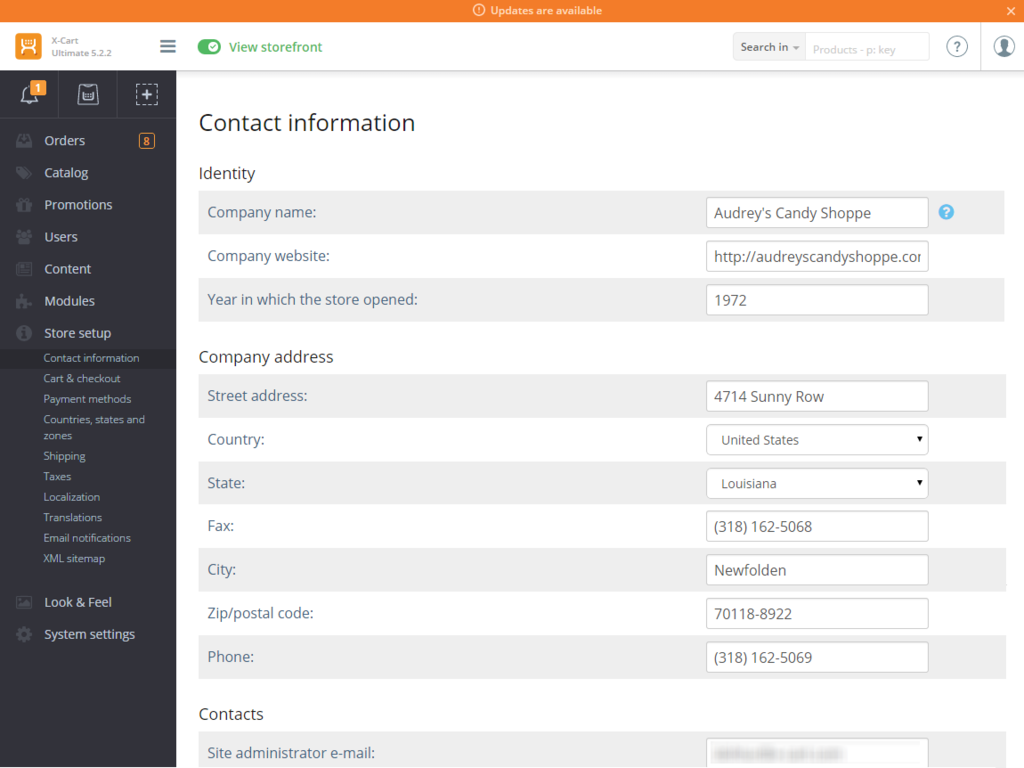 Updates are available
X-Cart
Ultimate 5.2.2
View storefront
Search in
Products - p: key
?
1
Orders
8
Catalog
Promotions
Users
Content
Modules
Store setup
Contact information
Cart & checkout
Payment methods
Countries, states and
zones
Shipping
Taxes
Localization
Translations
Email notifications
XML sitemap
Look & Feel
System settings
Contact information
Identity
Company name:
Audrey's Candy Shoppe
?
Company website:
http://audreyscandyshoppe.cor
Year in which the store opened:
1972
Company address
Street address:
4714 Sunny Row
Country:
United States
State:
Louisiana
Fax:
(318) 162-5068
City:
Newfolden
Zip/postal code:
70118-8922
Phone:
(318) 162-5069
Contacts
Site administrator e-mail: